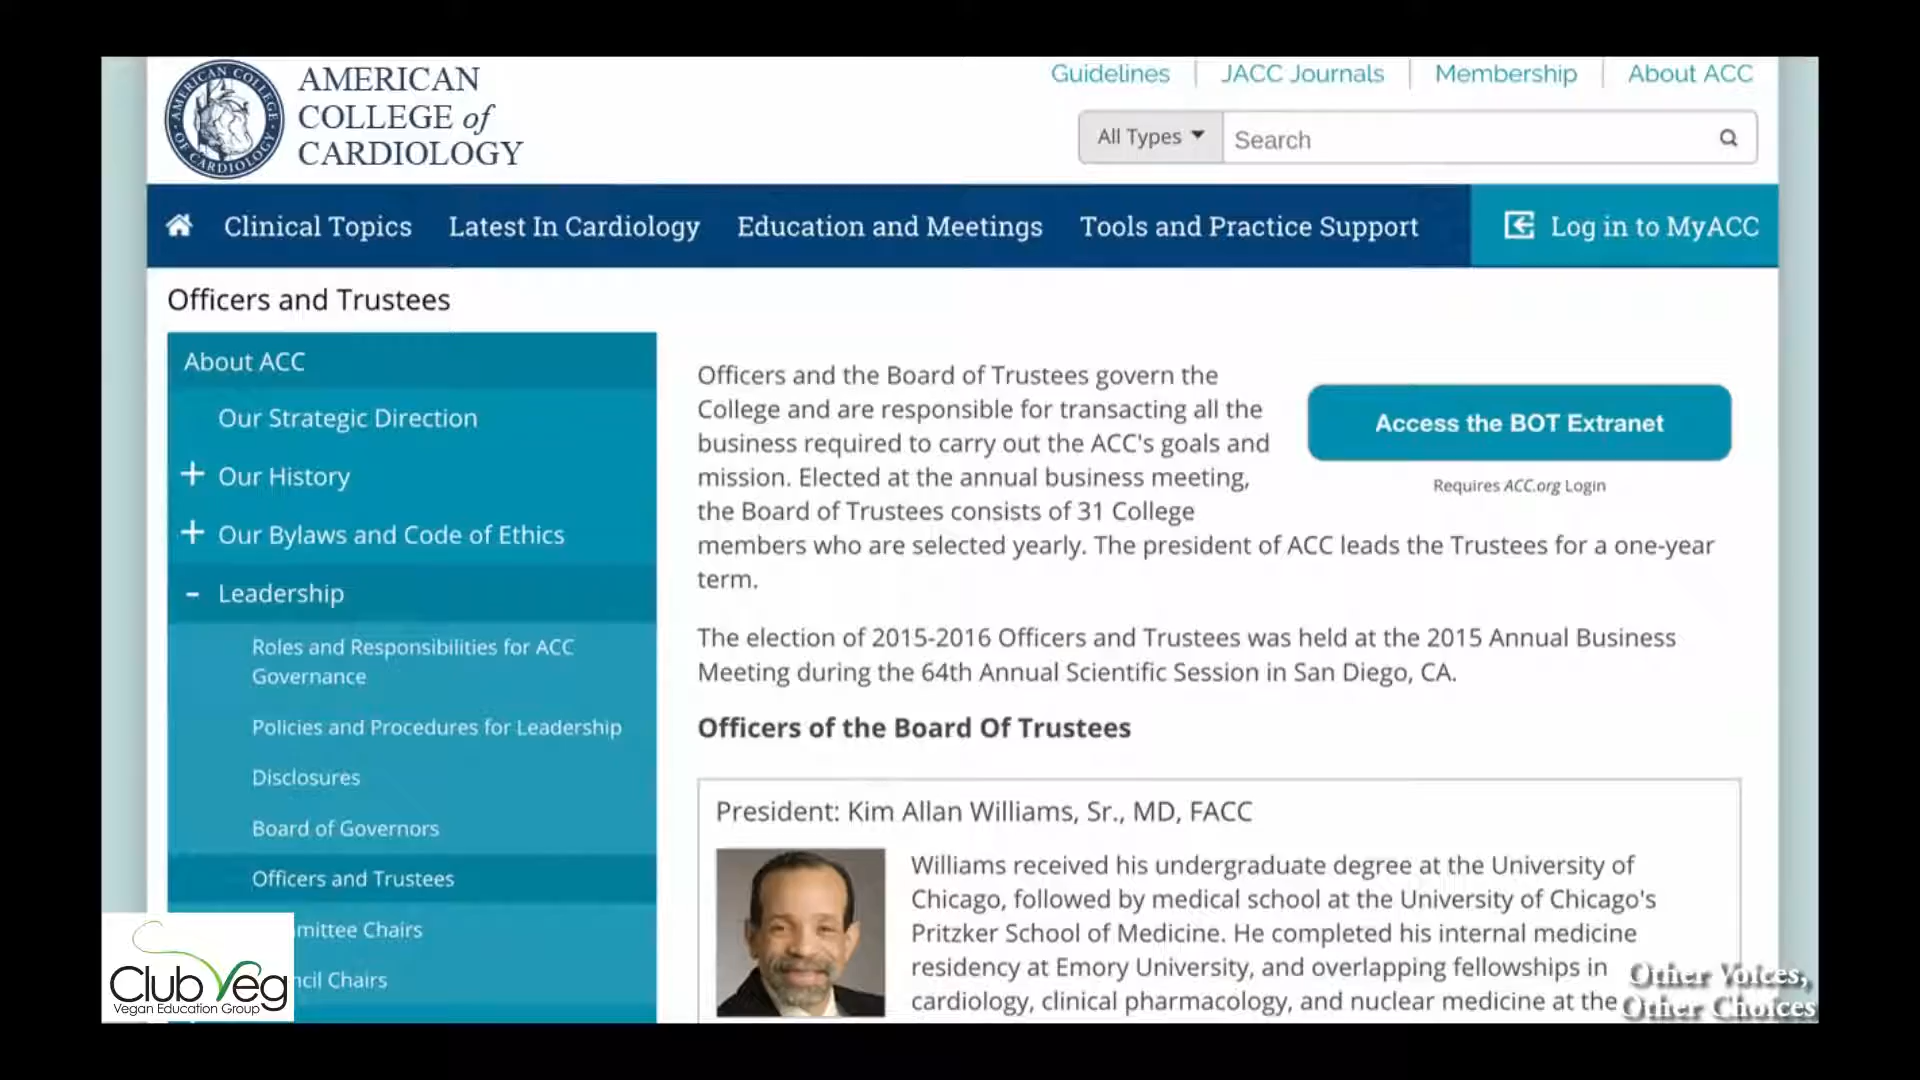 AMERICAN COLLEGE OF CARDIOLOGY
AMERICAN
COLLEGE of
CARDIOLOGY
Guidelines
JACC Journals
Membership
About ACC
All Types
Search
Clinical Topics
Latest In Cardiology
Education and Meetings
Tools and Practice Support
Log in to MyACC
Officers and Trustees
About ACC
Our Strategic Direction
+ Our History
+ Our Bylaws and Code of Ethics
- Leadership
Roles and Responsibilities for ACC
Governance
Policies and Procedures for Leadership
Disclosures
Board of Governors
Officers and Trustees
mittee Chairs
ncil Chairs
Officers and the Board of Trustees govern the
College and are responsible for transacting all the
business required to carry out the ACC's goals and
mission. Elected at the annual business meeting,
the Board of Trustees consists of 31 College
members who are selected yearly. The president of ACC leads the Trustees for a one-year
term.
Access the BOT Extranet
Requires ACC.org Login
The election of 2015-2016 Officers and Trustees was held at the 2015 Annual Business
Meeting during the 64th Annual Scientific Session in San Diego, CA.
Officers of the Board Of Trustees
President: Kim Allan Williams, Sr., MD, FACC
Williams received his undergraduate degree at the University of
Chicago, followed by medical school at the University of Chicago's
Pritzker School of Medicine. He completed his internal medicine
residency at Emory University, and overlapping fellowships in
cardiology, clinical pharmacology, and nuclear medicine at the
Club Veg
Vegan Education Group
Other Voices,
Other Choices